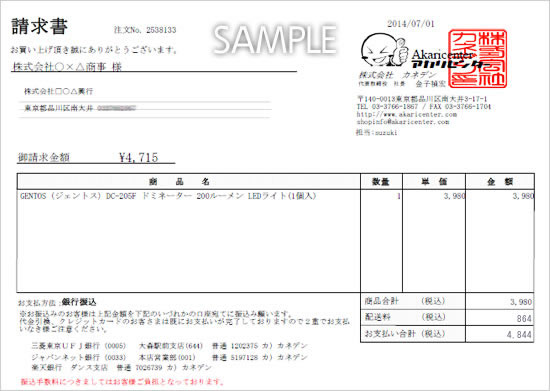 請求書
注文No. 2538133
SAMPLE
2014/07/01
お買い上げ頂き誠にありがとうございます。
株式会社○×△商事 様
Akaricenter
アカリセンター
株式会社 カネデン
代表取締役 社長 金子禎宏
株式会社□○△興行
東京都品川区南大井
〒140-0013東京都品川区南大井3-17-1
TEL 03-3766-1867 / FAX 03-3766-1704
http://www.akaricenter.com
shopinfo@akaricenter.com
担当:suzuki
御請求金額 ¥4,715
商品名 数量 単価 金額
GENTOS (ジェントス) DC-205F ドミネーター 200ルーメン LEDライト(1個入) 1 3,980 3,980
お支払方法：銀行振込
※お振込みのお客様は上記金額を下記のいづれかの口座宛てに振込み願います。
代金引換、クレジットカードのお客さまは既にお支払いが完了しておりますので２重でお支払
いなき様ご注意ください。
商品合計 (税込) 3,980
配送料 (税込) 864
お支払い合計 (税込) 4,844
三菱東京ＵＦＪ銀行 (0005) 大森駅前支店(644) 普通 1202375 カ）カネデン
ジャパンネット銀行 (0033) 本店営業部(001) 普通 5197128 カ）カネデン
楽天銀行 ダンス支店 普通 7026739 カ）カネデン
振込手数料につきましてはお客様ご負担となっております。